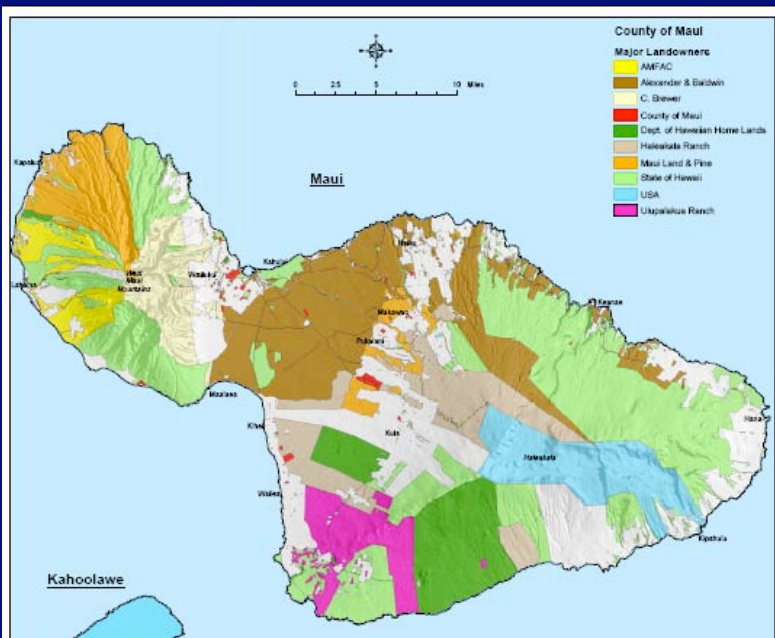 County of Maui
Major Landowners
AMFAC
Alexander & Baldwin
C. Brewer
County of Maui
Dept. of Hawaiian Home Lands
Haleakala Ranch
Maui Land & Pine
State of Hawaii
USA
Ulupalakua Ranch
0 2.5 5 10 Miles
Maui
Kapalua
Lahaina
West
Maui
Mountains
Wailuku
Kahului
Haiku
Makawao
Pukalani
Keanae
Hana
Maalaea
Kihei
Kula
Haleakala
Wailea
Kipahulu
Kahoolawe